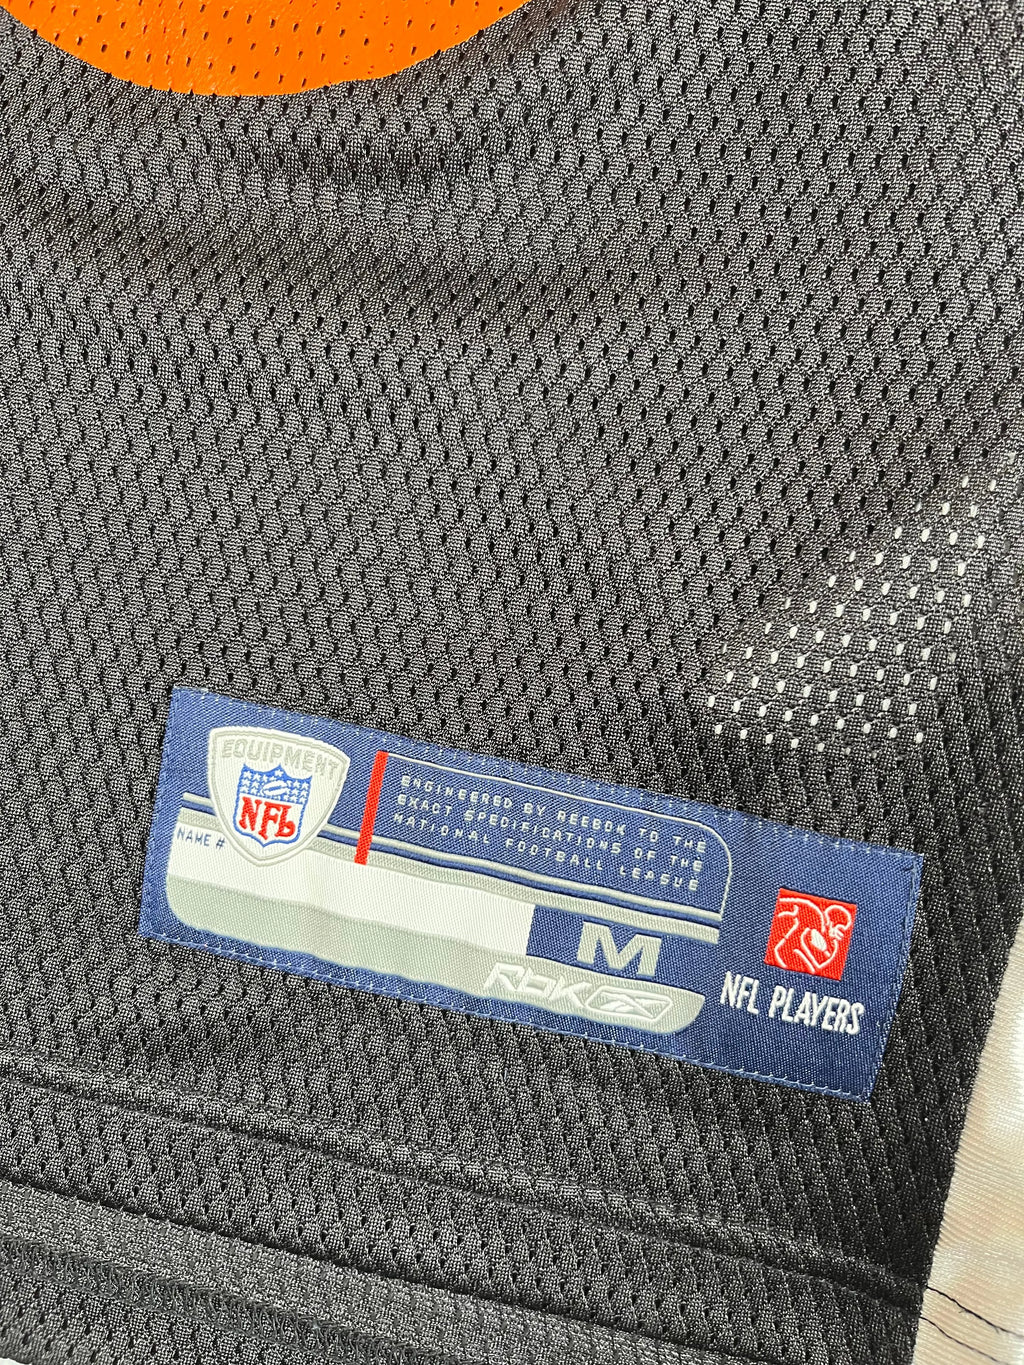 EQUIPMENT
NFL
NAME #
ENGINEERED BY REEBOK TO THE
EXACT SPECIFICATIONS OF THE
NATIONAL FOOTBALL LEAGUE
M
RbK
NFL PLAYERS